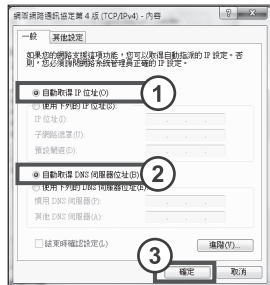 網際網路通訊協定第 4 版 (TCP/IPv4) - 內容
一般 其他設定
如果您的網路支援這項功能，您可以取得自動指派的 IP 設定。否
則，您必須詢問網路系統管理員正確的 IP 設定。
自動取得 IP 位址(O)
1
使用下列的 IP 位址(S):
IP 位址(I):
子網路遮罩(U):
預設閘道(D):
自動取得 DNS 伺服器位址(B)
2
使用下列的 DNS 伺服器位址(E):
慣用 DNS 伺服器(P):
其他 DNS 伺服器(A):
結束時確認設定(L)
進階(V)...
3
確定 取消